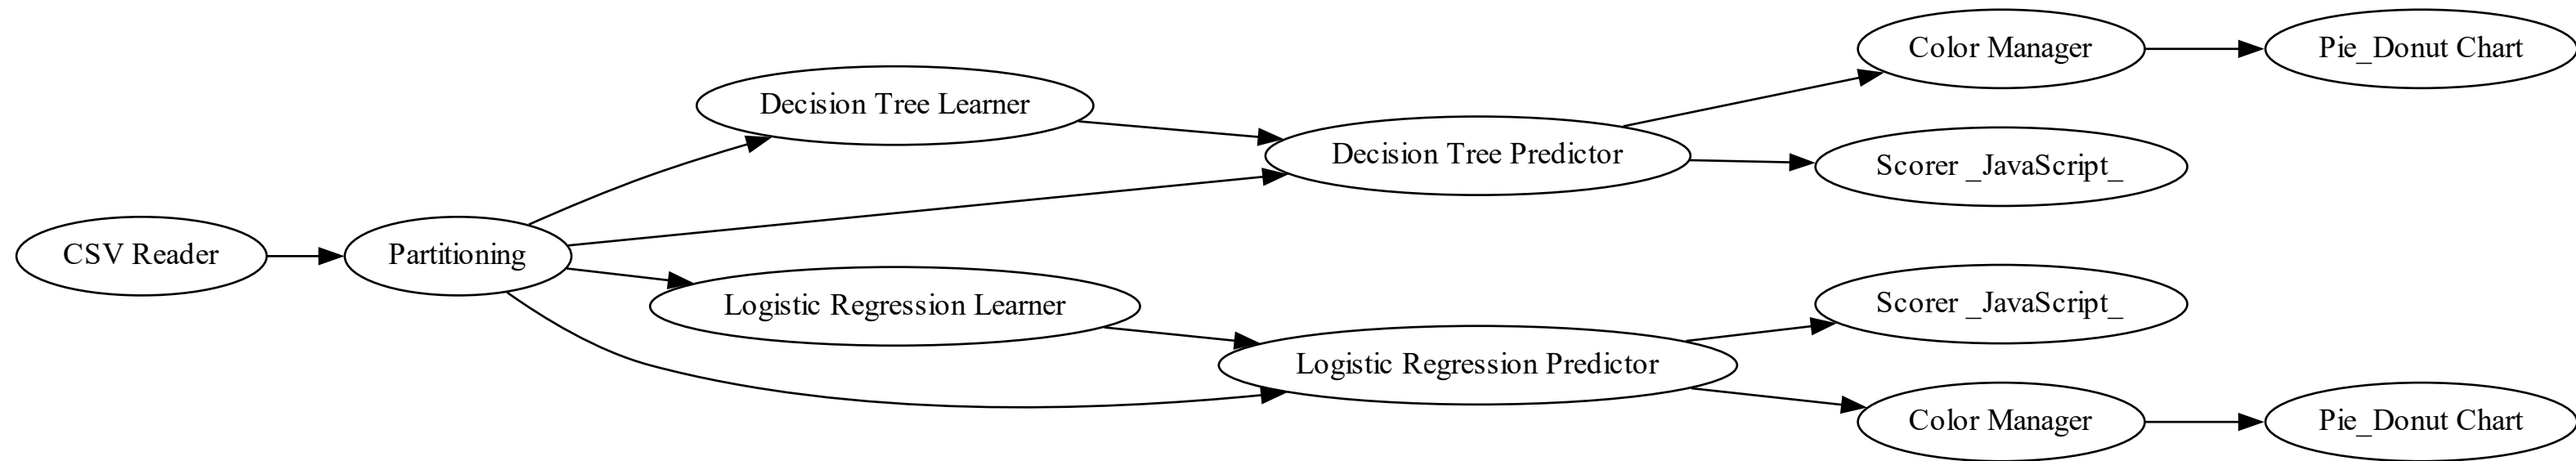 Color Manager
Pie_Donut Chart
Decision Tree Learner
Decision Tree Predictor
Scorer _JavaScript_
CSV Reader
Partitioning
Logistic Regression Learner
Scorer _JavaScript_
Logistic Regression Predictor
Color Manager
Pie_Donut Chart